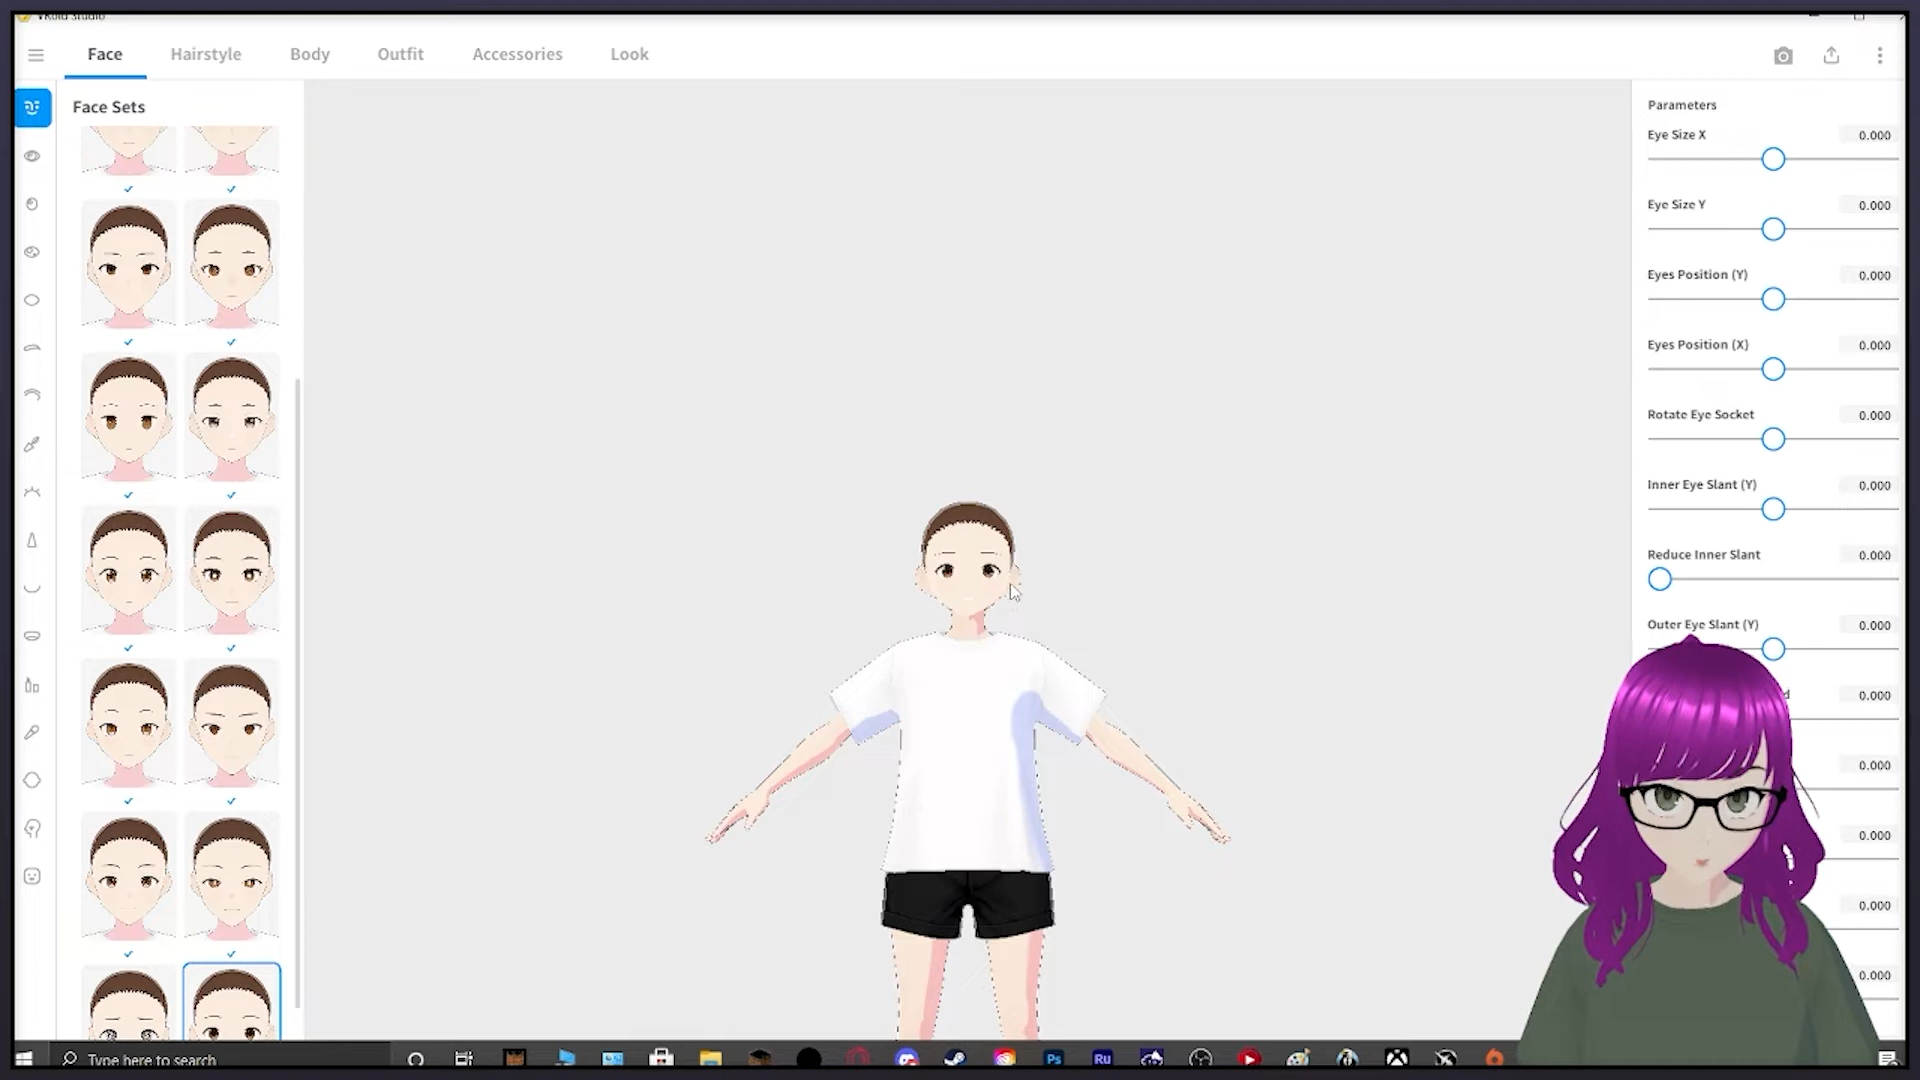 VRoid Studio
Face
Hairstyle
Body
Outfit
Accessories
Look
Face Sets
Parameters
Eye Size X
0.000
Eye Size Y
0.000
Eyes Position (Y)
0.000
Eyes Position (X)
0.000
Rotate Eye Socket
0.000
Inner Eye Slant (Y)
0.000
Reduce Inner Slant
0.000
Outer Eye Slant (Y)
0.000
0.000
0.000
0.000
0.000
0.000
Type here to search
Ps
Ru